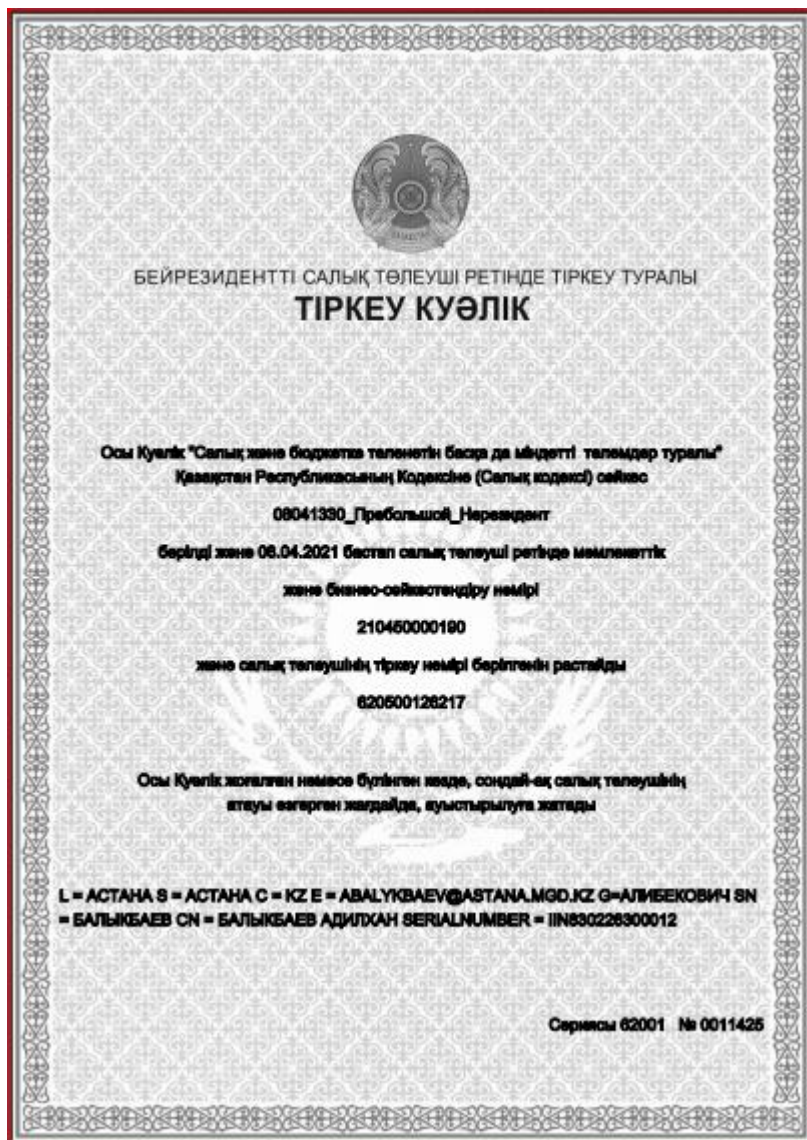 БЕЙРЕЗИДЕНТТІ САЛЫҚ ТӨЛЕУШІ РЕТІНДЕ ТІРКЕУ ТУРАЛЫ
ТІРКЕУ КУӘЛІК
Осы Куәлік "Салық және бюджетке төленетін басқа да міндетті төлемдер туралы"
Қазақстан Республикасының Кодексіне (Салық кодексі) сәйкес
08041330_Пребольшой_Нерезидент
берілді және 06.04.2021 бастап салық төлеуші ретінде мемлекеттік
және бизнес-сәйкестендіру нөмірі
210450000190
және салық төлеушінің тіркеу нөмірі берілгенін растайды
620500126217
Осы Куәлік жоғалған немесе бүлінген кезде, сондай-ақ салық төлеушінің
атауы өзгерген жағдайда, ауыстырылуға жатады
L = АСТАНА S = АСТАНА C = KZ E = ABALYKBAEV@ASTANA.MGD.KZ G=АЛИБЕКОВИЧ SN
= БАЛЫКБАЕВ CN = БАЛЫКБАЕВ АДИЛХАН SERIALNUMBER = IIN830226300012
Сериясы 62001 № 0011425